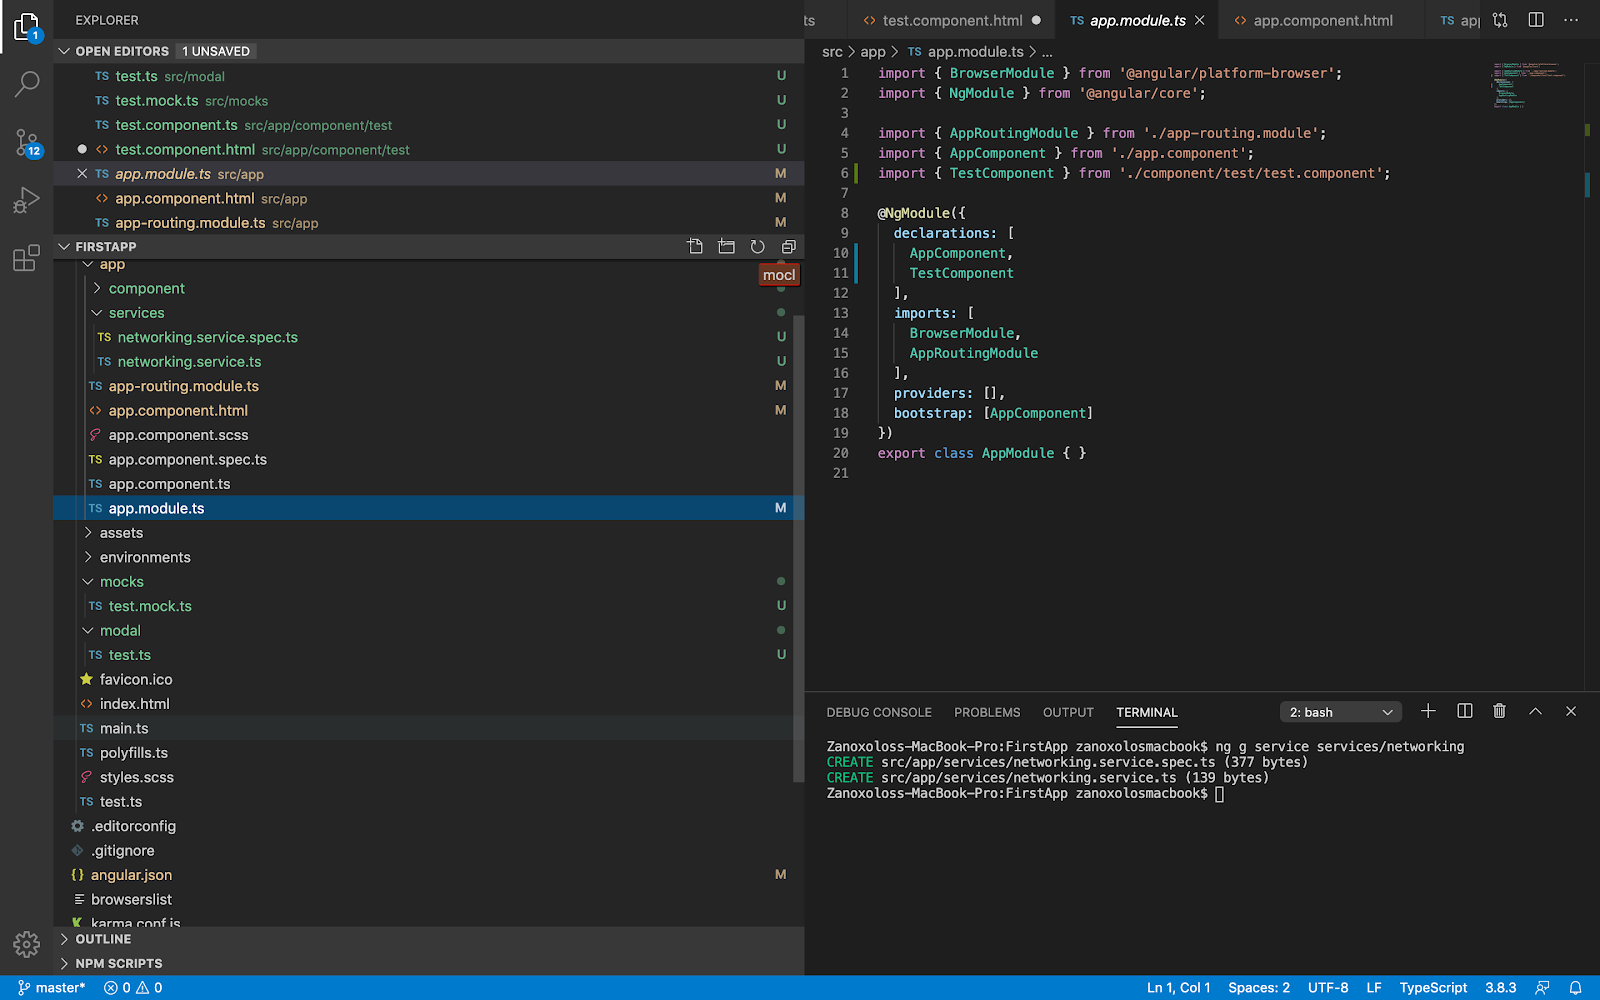 EXPLORER
OPEN EDITORS 1 UNSAVED
TS test.ts src/modal U
TS test.mock.ts src/mocks U
TS test.component.ts src/app/component/test U
<> test.component.html src/app/component/test U
TS app.module.ts src/app M
<> app.component.html src/app M
TS app-routing.module.ts src/app M
FIRSTAPP
app
mocl
component
services
TS networking.service.spec.ts U
TS networking.service.ts U
TS app-routing.module.ts M
<> app.component.html M
app.component.scss
TS app.component.spec.ts
TS app.component.ts
TS app.module.ts M
assets
environments
mocks
TS test.mock.ts U
modal
TS test.ts U
favicon.ico
<> index.html
TS main.ts
TS polyfills.ts
styles.scss
TS test.ts
.editorconfig
.gitignore
{} angular.json M
browserslist
karma.conf.js
OUTLINE
NPM SCRIPTS
1
12
ts <> test.component.html TS app.module.ts <> app.component.html TS app
src > app > TS app.module.ts > ...
1 import { BrowserModule } from '@angular/platform-browser';
2 import { NgModule } from '@angular/core';
3
4 import { AppRoutingModule } from './app-routing.module';
5 import { AppComponent } from './app.component';
6 import { TestComponent } from './component/test/test.component';
7
8 @NgModule({
9 declarations: [
10 AppComponent,
11 TestComponent
12 ],
13 imports: [
14 BrowserModule,
15 AppRoutingModule
16 ],
17 providers: [],
18 bootstrap: [AppComponent]
19 })
20 export class AppModule { }
21
DEBUG CONSOLE PROBLEMS OUTPUT TERMINAL 2: bash
Zanoxoloss-MacBook-Pro:FirstApp zanoxolosmacbook$ ng g service services/networking
CREATE src/app/services/networking.service.spec.ts (377 bytes)
CREATE src/app/services/networking.service.ts (139 bytes)
Zanoxoloss-MacBook-Pro:FirstApp zanoxolosmacbook$
master* 0 0 Ln 1, Col 1 Spaces: 2 UTF-8 LF TypeScript 3.8.3